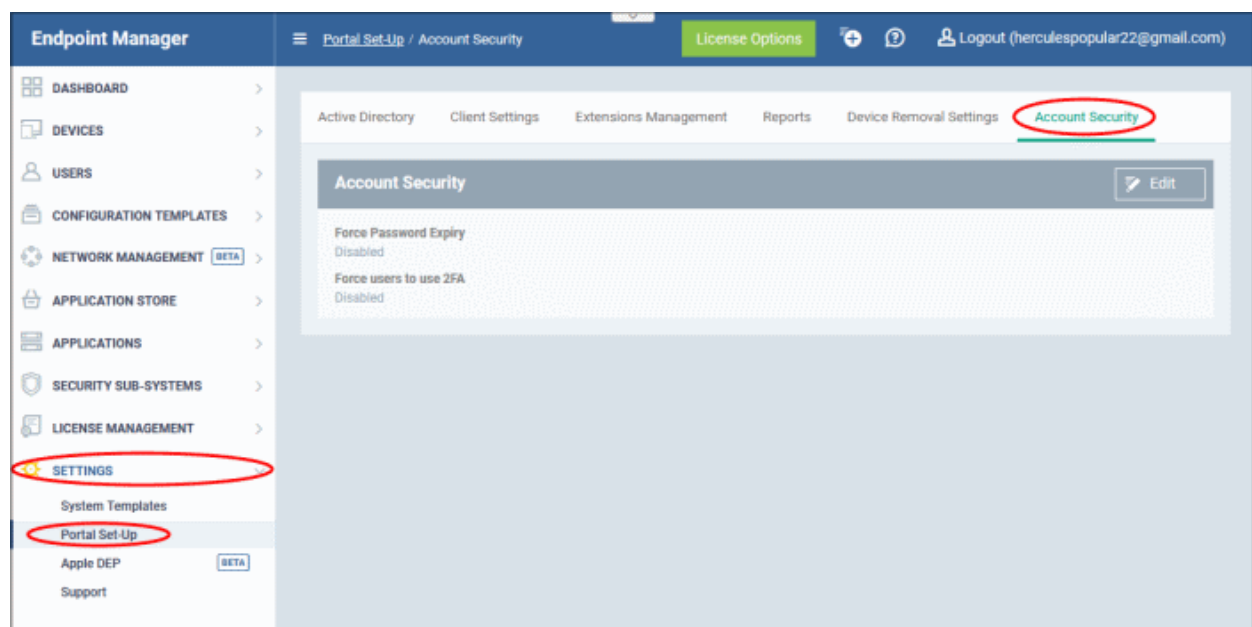 Endpoint Manager
Portal Set-Up / Account Security
License Options
Logout (herculespopular22@gmail.com)
DASHBOARD
DEVICES
USERS
CONFIGURATION TEMPLATES
NETWORK MANAGEMENT BETA
APPLICATION STORE
APPLICATIONS
SECURITY SUB-SYSTEMS
LICENSE MANAGEMENT
SETTINGS
System Templates
Portal Set-Up
Apple DEP BETA
Support
Active Directory Client Settings Extensions Management Reports Device Removal Settings Account Security
Account Security Edit
Force Password Expiry
Disabled
Force users to use 2FA
Disabled